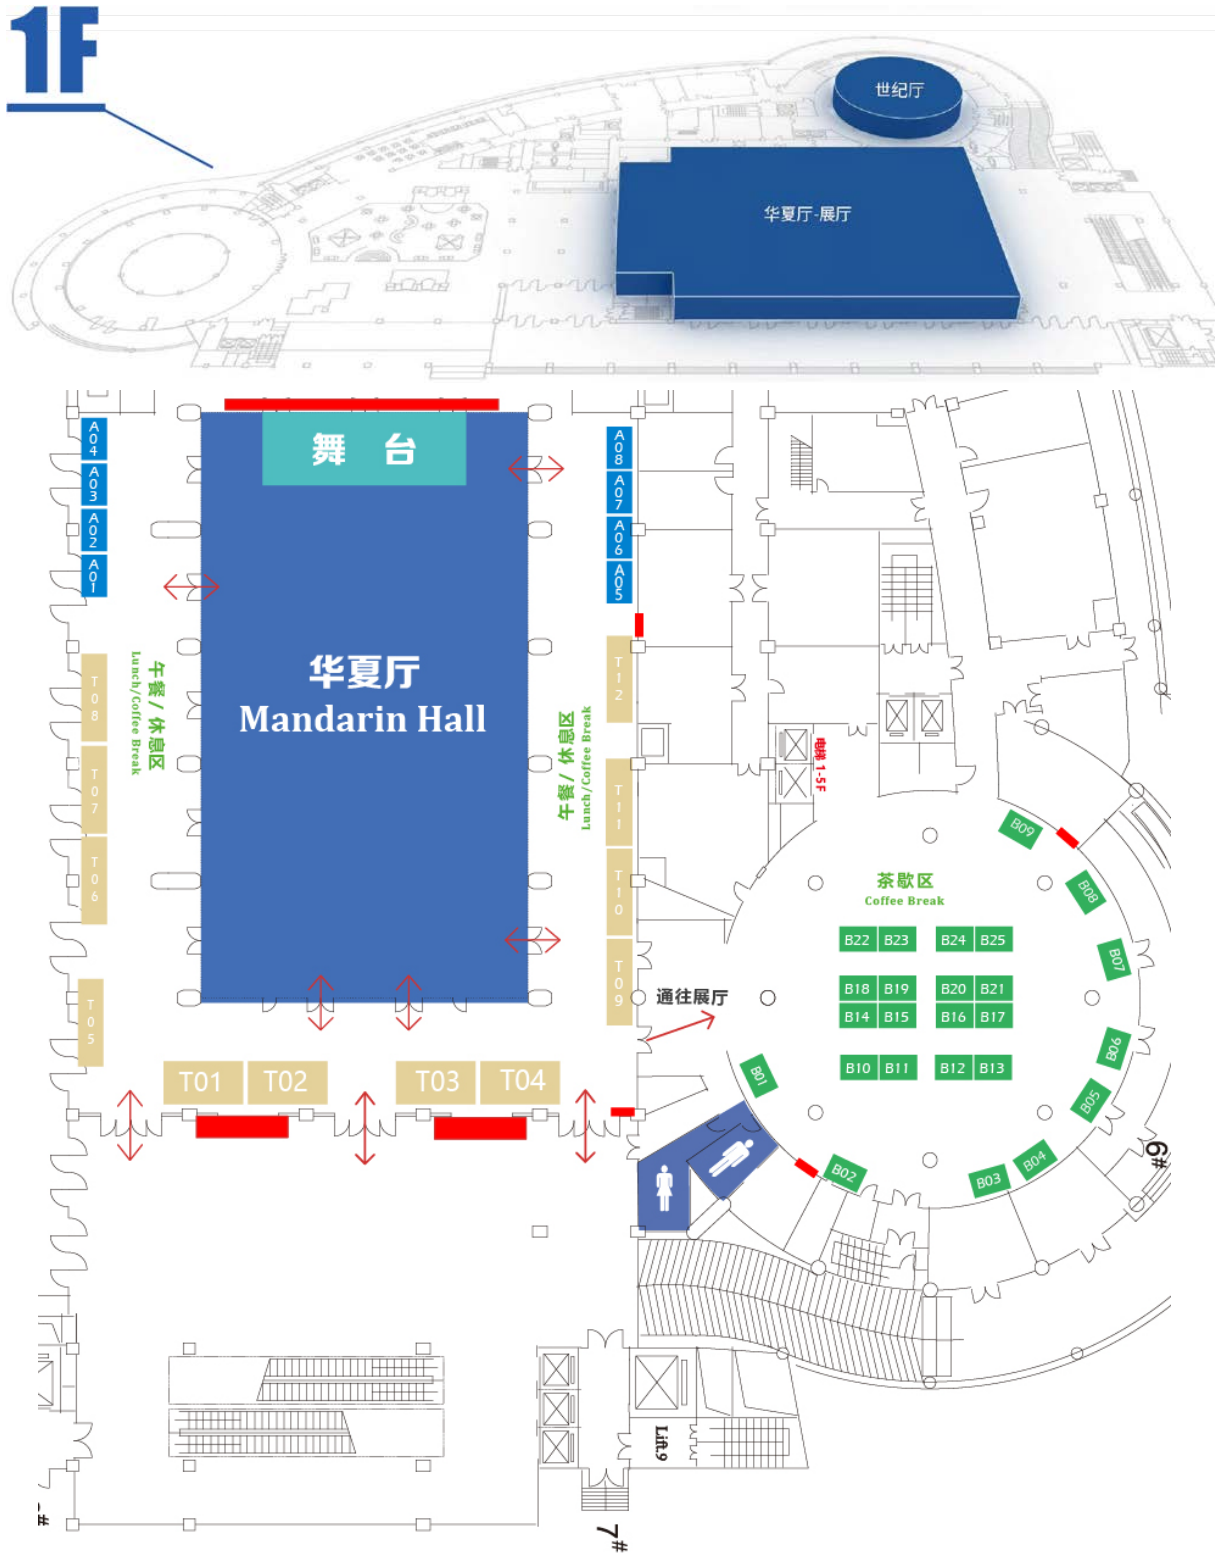 1F
世纪厅
华夏厅-展厅
舞 台
A04
A03
A02
A01
A08
A07
A06
A05
华夏厅
Mandarin Hall
午餐 / 休息区
Lunch/Coffee Break
午餐 / 休息区
Lunch/Coffee Break
T08
T07
T06
T05
T12
T11
T10
T09
T01
T02
T03
T04
电梯 1-5F
通往展厅
茶歇区
Coffee Break
B09
B08
B07
B06
B05
B04
B03
B02
B01
B22 B23 B24 B25
B18 B19 B20 B21
B14 B15 B16 B17
B10 B11 B12 B13
6#
Lift.9
7#